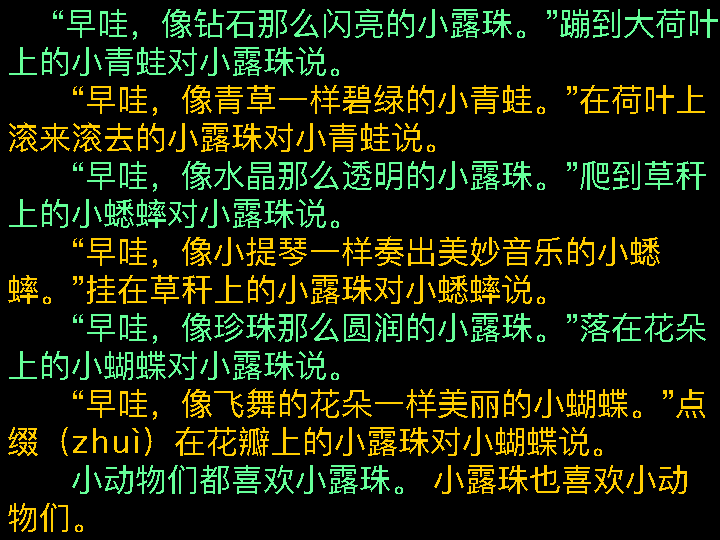 “早哇，像钻石那么闪亮的小露珠。”蹦到大荷叶
上的小青蛙对小露珠说。
“早哇，像青草一样碧绿的小青蛙。”在荷叶上
滚来滚去的小露珠对小青蛙说。
“早哇，像水晶那么透明的小露珠。”爬到草秆
上的小蟋蟀对小露珠说。
“早哇，像小提琴一样奏出美妙音乐的小蟋
蟀。”挂在草秆上的小露珠对小蟋蟀说。
“早哇，像珍珠那么圆润的小露珠。”落在花朵
上的小蝴蝶对小露珠说。
“早哇，像飞舞的花朵一样美丽的小蝴蝶。”点
缀（zhuì）在花瓣上的小露珠对小蝴蝶说。
小动物们都喜欢小露珠。 小露珠也喜欢小动
物们。